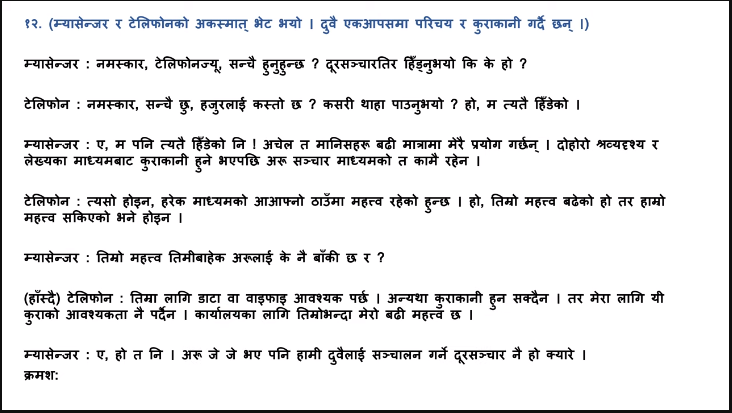 १२. (म्यासेन्जर र टेलिफोनको अकस्मात् भेट भयो । दुवै एकआपसमा परिचय र कुराकानी गर्दै छन् ।)
म्यासेन्जर : नमस्कार, टेलिफोनज्यू, सन्चै हुनुहुन्छ ? दूरसञ्चारतिर हिँड्नुभयो कि के हो ?
टेलिफोन : नमस्कार, सन्चै छु, हजुरलाई कस्तो छ ? कसरी थाहा पाउनुभयो ? हो, म त्यतै हिँडेको ।
म्यासेन्जर : ए, म पनि त्यतै हिँडेको नि ! अचेल त मानिसहरू बढी मात्रामा मेरै प्रयोग गर्छन् । दोहोरो श्रव्यदृश्य र
लेख्यका माध्यमबाट कुराकानी हुने भएपछि अरू सञ्चार माध्यमको त कामै रहेन ।
टेलिफोन : त्यसो होइन, हरेक माध्यमको आआफ्नो ठाउँमा महत्त्व रहेको हुन्छ । हो, तिम्रो महत्त्व बढेको हो तर हाम्रो
महत्त्व सकिएको भने होइन ।
म्यासेन्जर : तिम्रो महत्त्व तिमीबाहेक अरूलाई के नै बाँकी छ र ?
(हाँस्दै) टेलिफोन : तिम्रा लागि डाटा वा वाइफाइ आवश्यक पर्छ । अन्यथा कुराकानी हुन सक्दैन । तर मेरा लागि यी
कुराको आवश्यकता नै पर्दैन । कार्यालयका लागि तिम्रोभन्दा मेरो बढी महत्त्व छ ।
म्यासेन्जर : ए, हो त नि । अरू जे जे भए पनि हामी दुवैलाई सञ्चालन गर्ने दूरसञ्चार नै हो क्यारे ।
क्रमश: